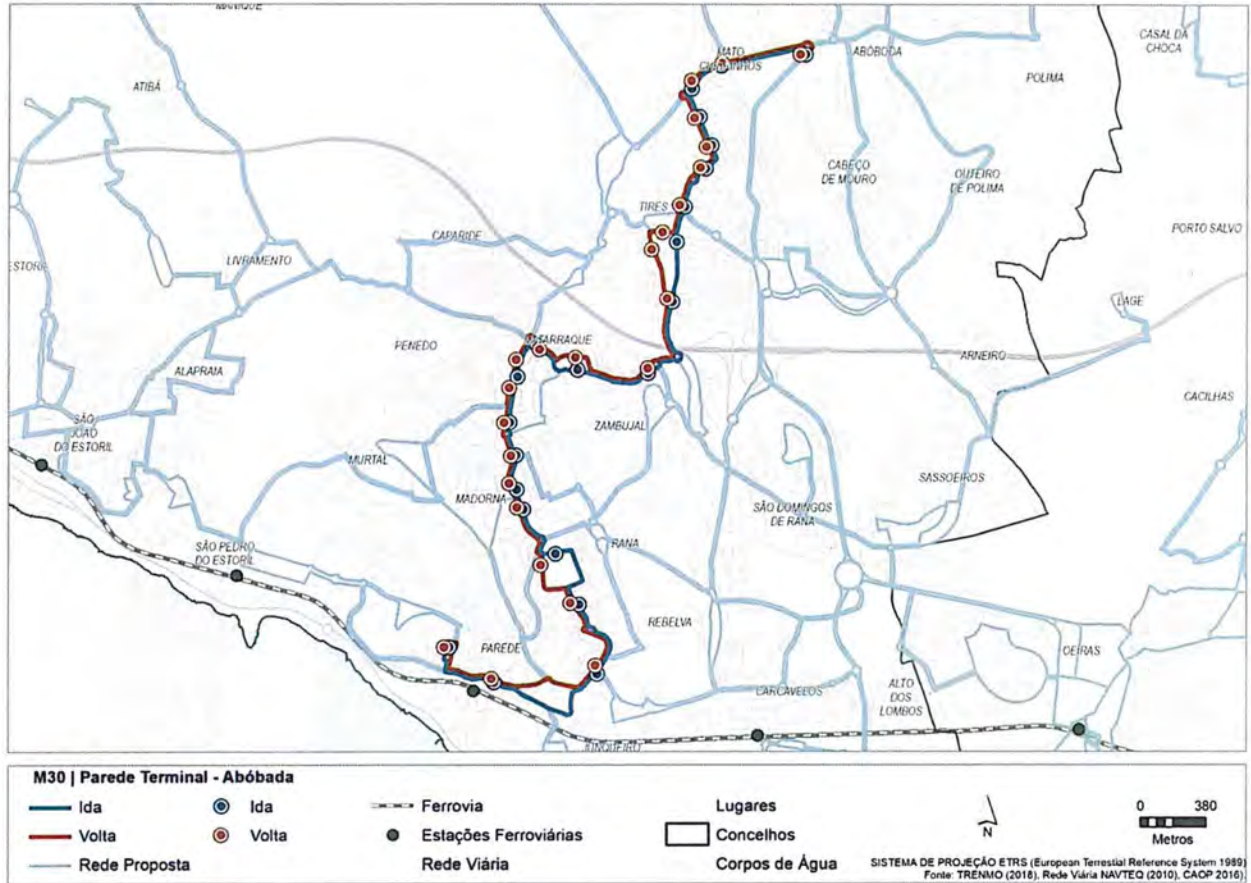 MANIQUE
MATO
ABÓBODA
CASAL DA
CHOCA
POLIMA
ATIBÁ
CABEÇO
DE MOURO
OUTEIRO
DE POLIMA
TIRES
PORTO SALVO
CAPARIDE
LIVRAMENTO
LAGE
PENEDO
ARNEIRO
ALAPRAIA
CACILHAS
SÃO
JOÃO
DO ESTORIL
ZAMBUJAL
MURTAL
SASSOEIROS
MADORNA
SÃO DOMINGOS
DE RANA
RANA
SÃO PEDRO
DO ESTORIL
REBELVA
PAREDE
OEIRAS
ALTO
DOS
LOMBOS
CARCAVELOS
JUNQUEIRO
M30 | Parede Terminal - Abóbada
Ida
Ida
Ferrovia
Lugares
0 380
Volta
Volta
Estações Ferroviárias
Concelhos
N
Metros
Rede Proposta
Rede Viária
Corpos de Água
SISTEMA DE PROJEÇÃO ETRS (European Terrestial Reference System 1989)
Fonte: TRENMO (2018), Rede Viária NAVTEQ (2010), CAOP 2016).